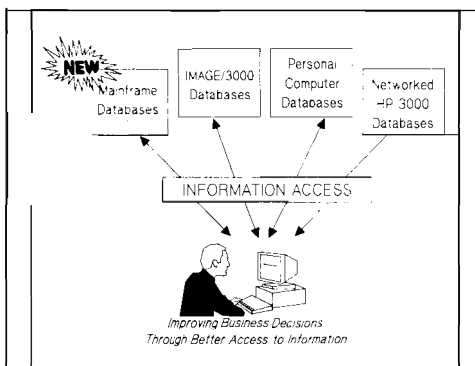 NEW
Mainframe
Databases
IMAGE/3000
Databases
Personal
Computer
Databases
Networked
HP 3000
Databases
INFORMATION ACCESS
Improving Business Decisions
Through Better Access to Information